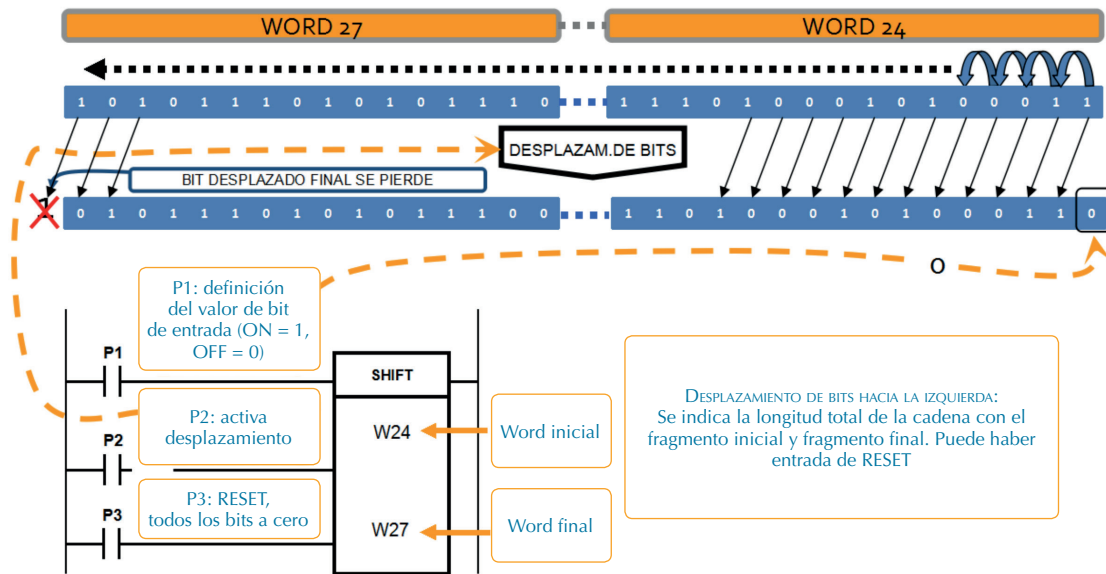 WORD 27
WORD 24
1 0 1 0 1 1 1 0 1 0 1 0 1 1 1 0
1 1 1 0 1 0 0 0 1 0 1 0 0 0 1 1
DESPLAZAM.DE BITS
BIT DESPLAZADO FINAL SE PIERDE
1
0 1 0 1 1 1 0 1 0 1 0 1 1 1 0 0
1 1 0 1 0 0 0 1 0 1 0 0 0 1 1 0
0
P1: definición
del valor de bit
de entrada (ON = 1,
OFF = 0)
P1
SHIFT
P2: activa
desplazamiento
P2
W24
Word inicial
P3: RESET,
todos los bits a cero
P3
W27
Word final
Desplazamiento de bits hacia la izquierda:
Se indica la longitud total de la cadena con el
fragmento inicial y fragmento final. Puede haber
entrada de RESET